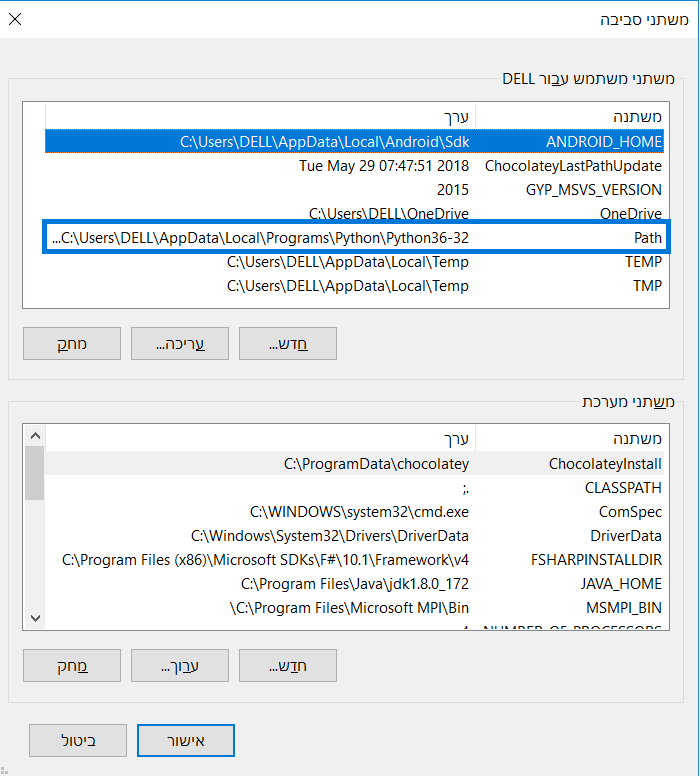 משתני סביבה
משתני משתמש עבור DELL
משתנה ערך
ANDROID_HOME C:\Users\DELL\AppData\Local\Android\Sdk
ChocolateyLastPathUpdate Tue May 29 07:47:51 2018
GYP_MSVS_VERSION 2015
OneDrive C:\Users\DELL\OneDrive
Path C:\Users\DELL\AppData\Local\Programs\Python\Python36-32...
TEMP C:\Users\DELL\AppData\Local\Temp
TMP C:\Users\DELL\AppData\Local\Temp
חדש... עריכה... מחק
משתני מערכת
משתנה ערך
ChocolateyInstall C:\ProgramData\chocolatey
CLASSPATH .;
ComSpec C:\WINDOWS\system32\cmd.exe
DriverData C:\Windows\System32\Drivers\DriverData
FSHARPINSTALLDIR C:\Program Files (x86)\Microsoft SDKs\F#\10.1\Framework\v4
JAVA_HOME C:\Program Files\Java\jdk1.8.0_172
MSMPI_BIN C:\Program Files\Microsoft MPI\Bin\
NUMBER_OF_PROCESSORS 4
חדש... ערוך... מחק
אישור ביטול